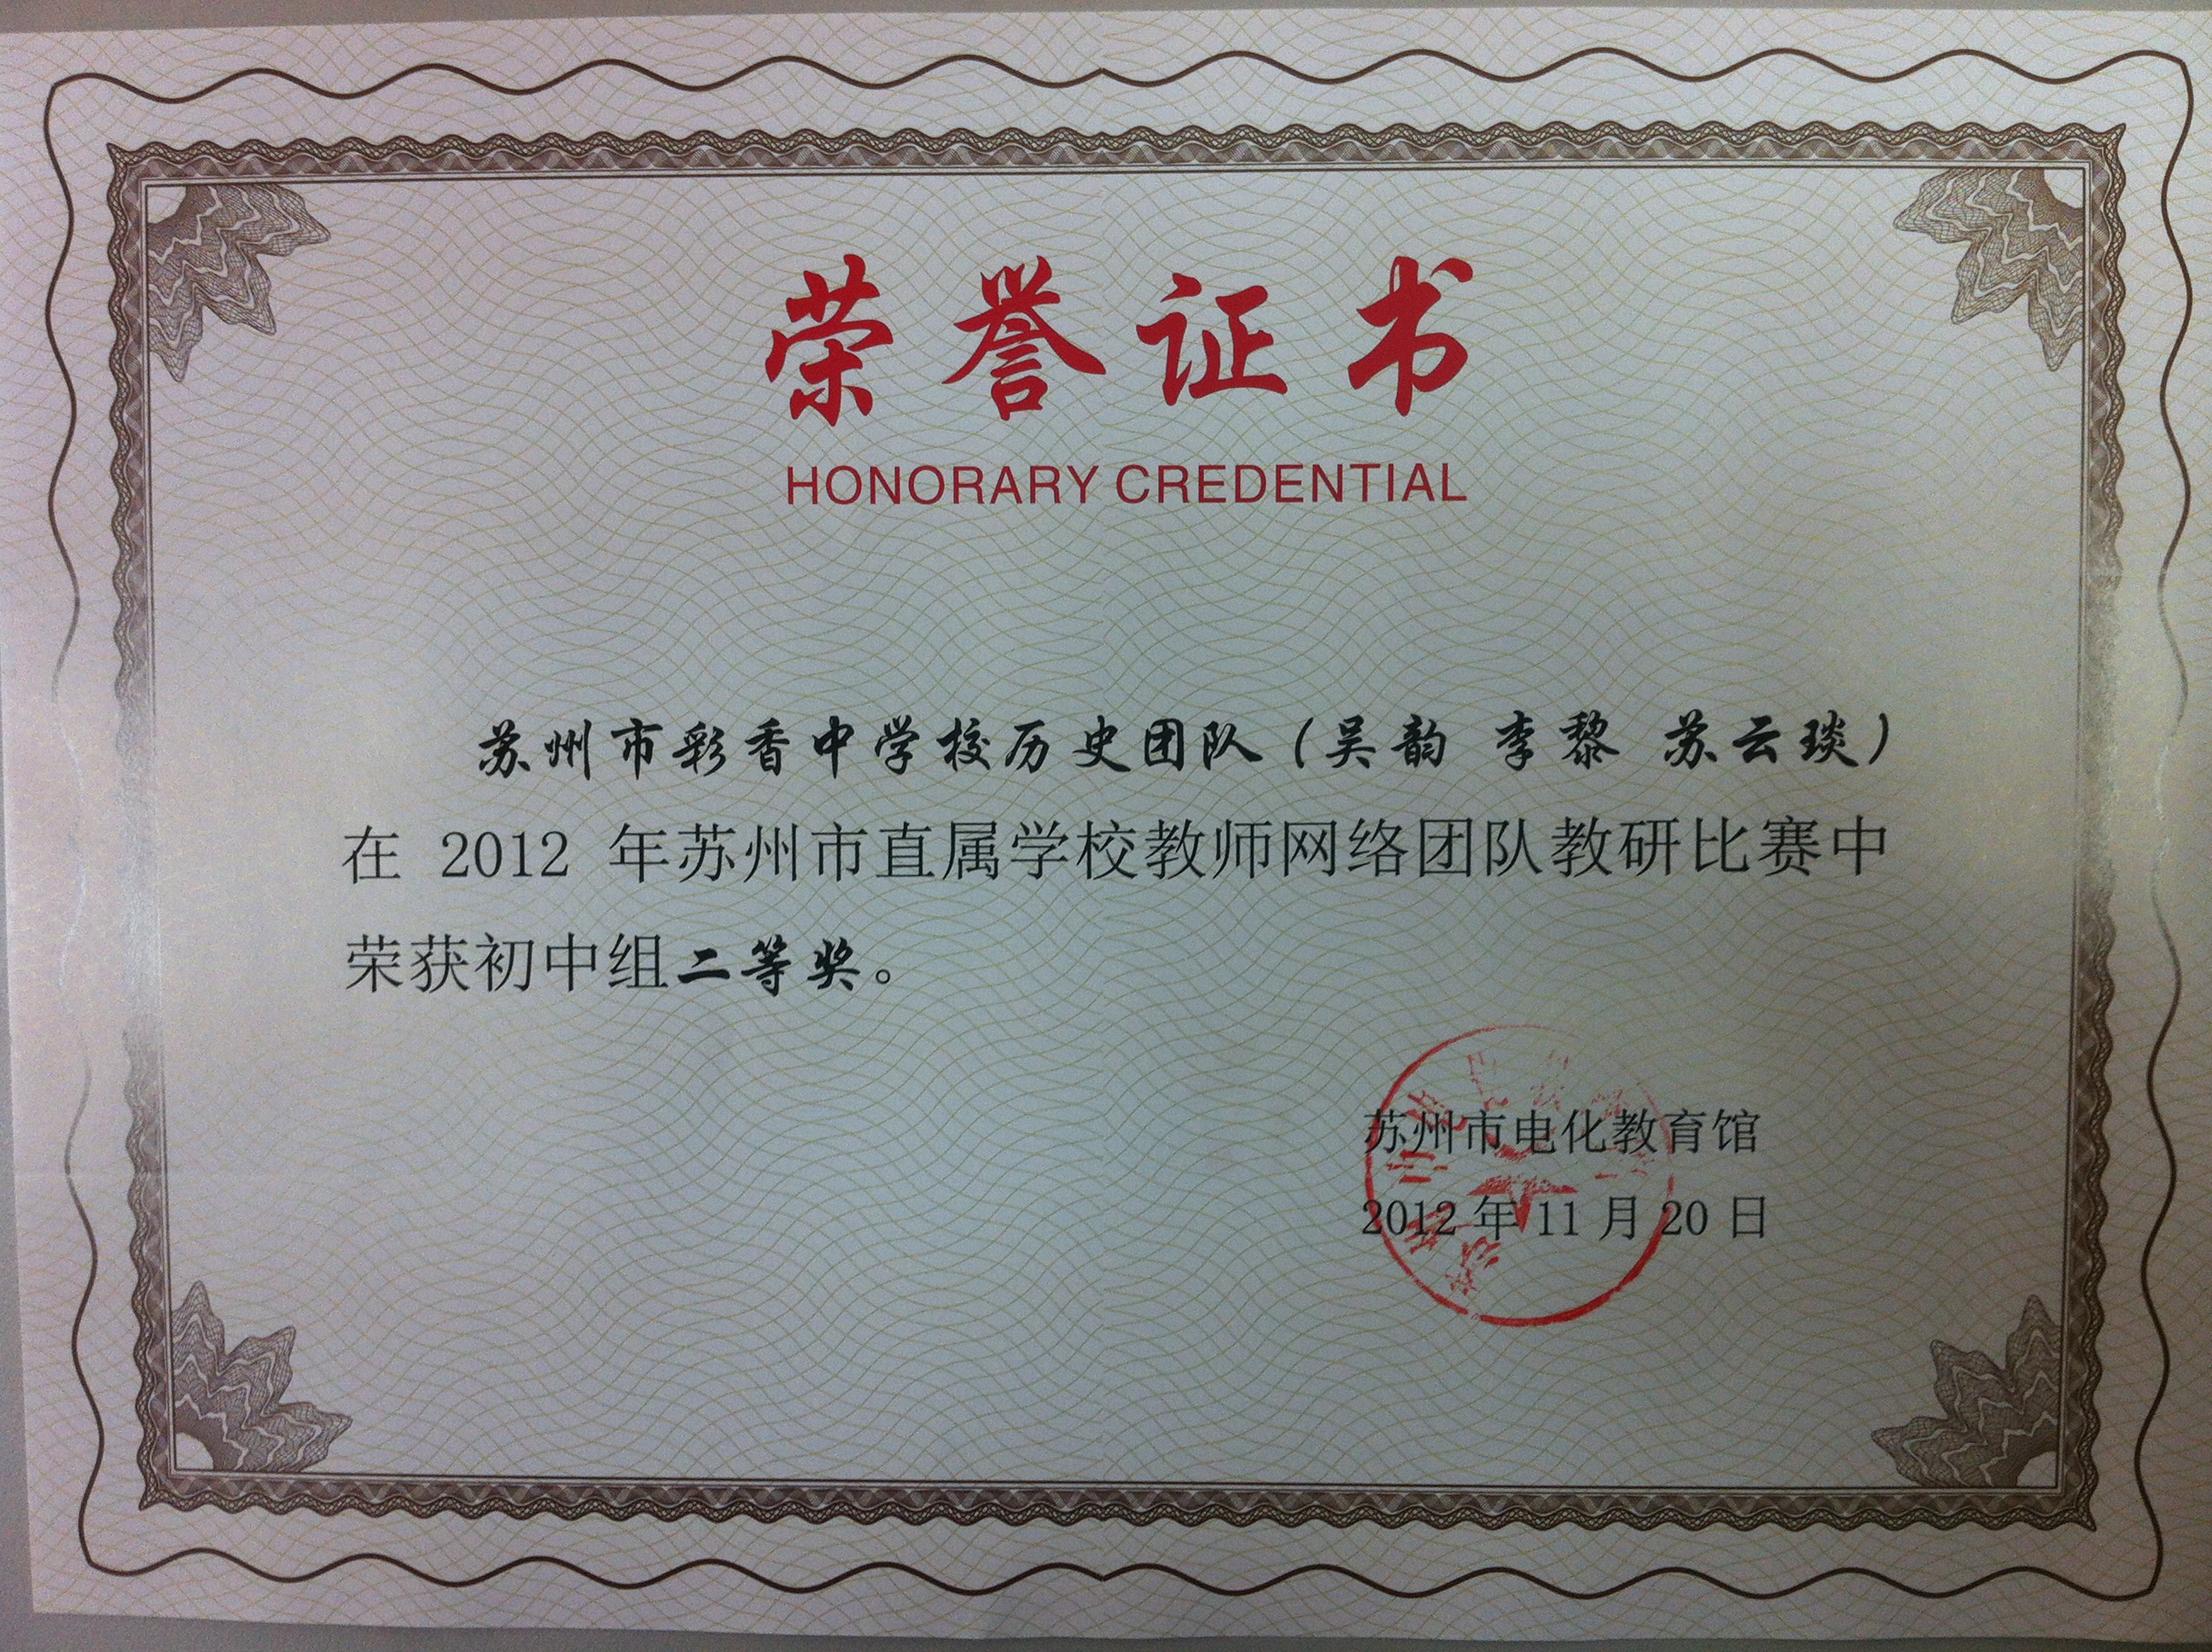 荣誉证书
HONORARY CREDENTIAL
苏州市彩香中学校历史团队（吴韵 李黎 苏云琰）
在 2012 年苏州市直属学校教师网络团队教研比赛中
荣获初中组二等奖。
苏州市电化教育馆
2012 年 11 月 20 日